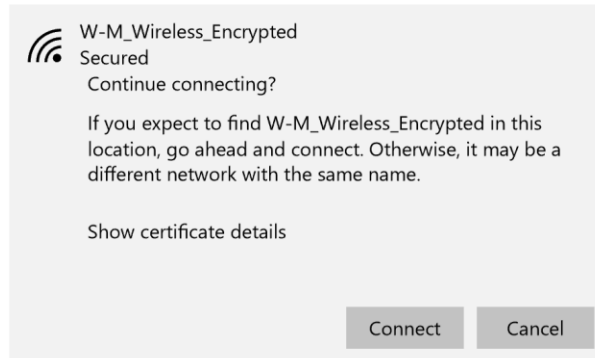 W-M_Wireless_Encrypted
Secured
Continue connecting?
If you expect to find W-M_Wireless_Encrypted in this
location, go ahead and connect. Otherwise, it may be a
different network with the same name.
Show certificate details
Connect Cancel